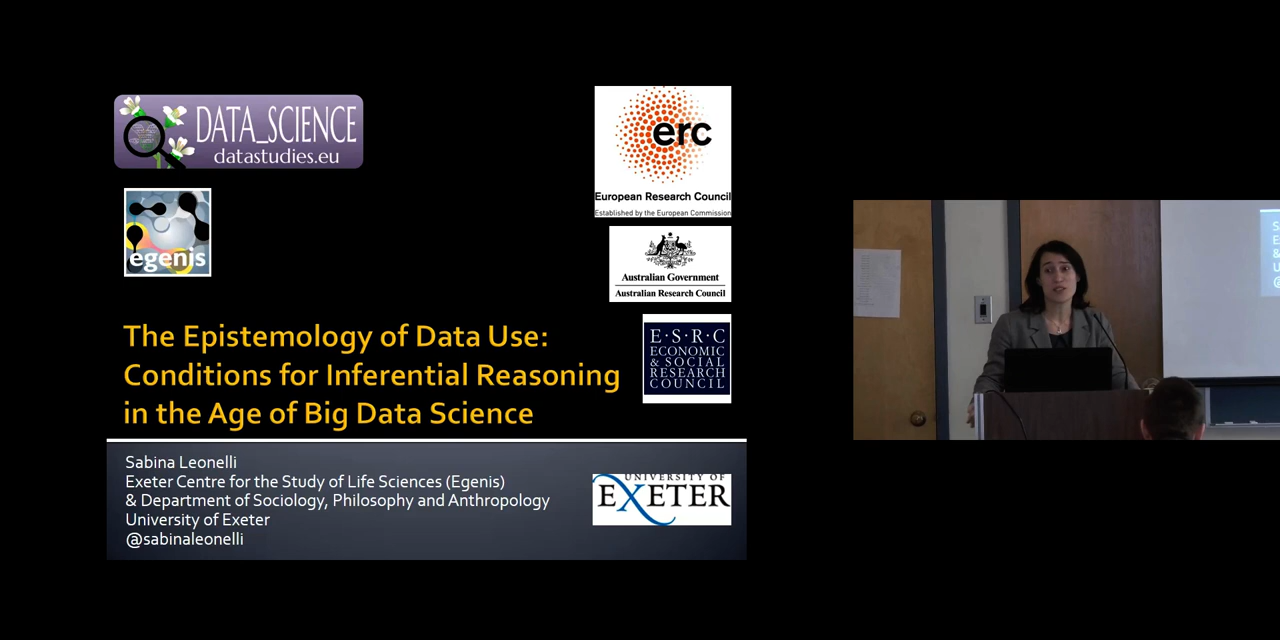 DATA_SCIENCE
datastudies.eu
egenis
erc
European Research Council
Established by the European Commission
Australian Government
Australian Research Council
E·S·R·C
ECONOMIC
& SOCIAL
RESEARCH
COUNCIL
The Epistemology of Data Use:
Conditions for Inferential Reasoning
in the Age of Big Data Science
Sabina Leonelli
Exeter Centre for the Study of Life Sciences (Egenis)
& Department of Sociology, Philosophy and Anthropology
University of Exeter
@sabinaleonelli
UNIVERSITY OF
EXETER